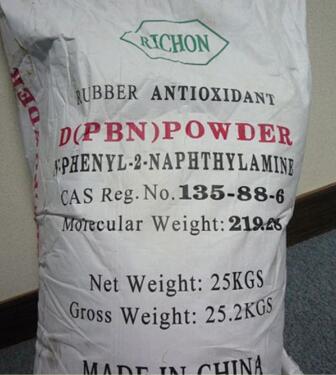 RICHON
RUBBER ANTIOXIDANT
D(PBN)POWDER
N-PHENYL-2-NAPHTHYLAMINE
CAS Reg.No.135-88-6
Molecular Weight:219.26
Net Weight: 25KGS
Gross Weight: 25.2KGS
MADE IN CHINA